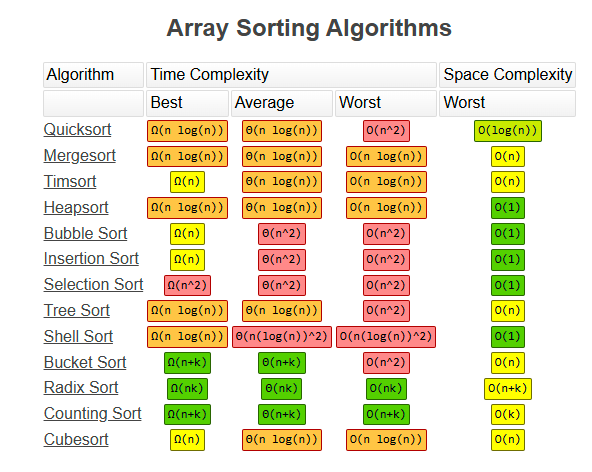 Array Sorting Algorithms
Algorithm Time Complexity Space Complexity
Best Average Worst Worst
Quicksort Ω(n log(n)) Θ(n log(n)) O(n^2) O(log(n))
Mergesort Ω(n log(n)) Θ(n log(n)) O(n log(n)) O(n)
Timsort Ω(n) Θ(n log(n)) O(n log(n)) O(n)
Heapsort Ω(n log(n)) Θ(n log(n)) O(n log(n)) O(1)
Bubble Sort Ω(n) Θ(n^2) O(n^2) O(1)
Insertion Sort Ω(n) Θ(n^2) O(n^2) O(1)
Selection Sort Ω(n^2) Θ(n^2) O(n^2) O(1)
Tree Sort Ω(n log(n)) Θ(n log(n)) O(n^2) O(n)
Shell Sort Ω(n log(n)) Θ(n(log(n))^2) O(n(log(n))^2) O(1)
Bucket Sort Ω(n+k) Θ(n+k) O(n^2) O(n)
Radix Sort Ω(nk) Θ(nk) O(nk) O(n+k)
Counting Sort Ω(n+k) Θ(n+k) O(n+k) O(k)
Cubesort Ω(n) Θ(n log(n)) O(n log(n)) O(n)